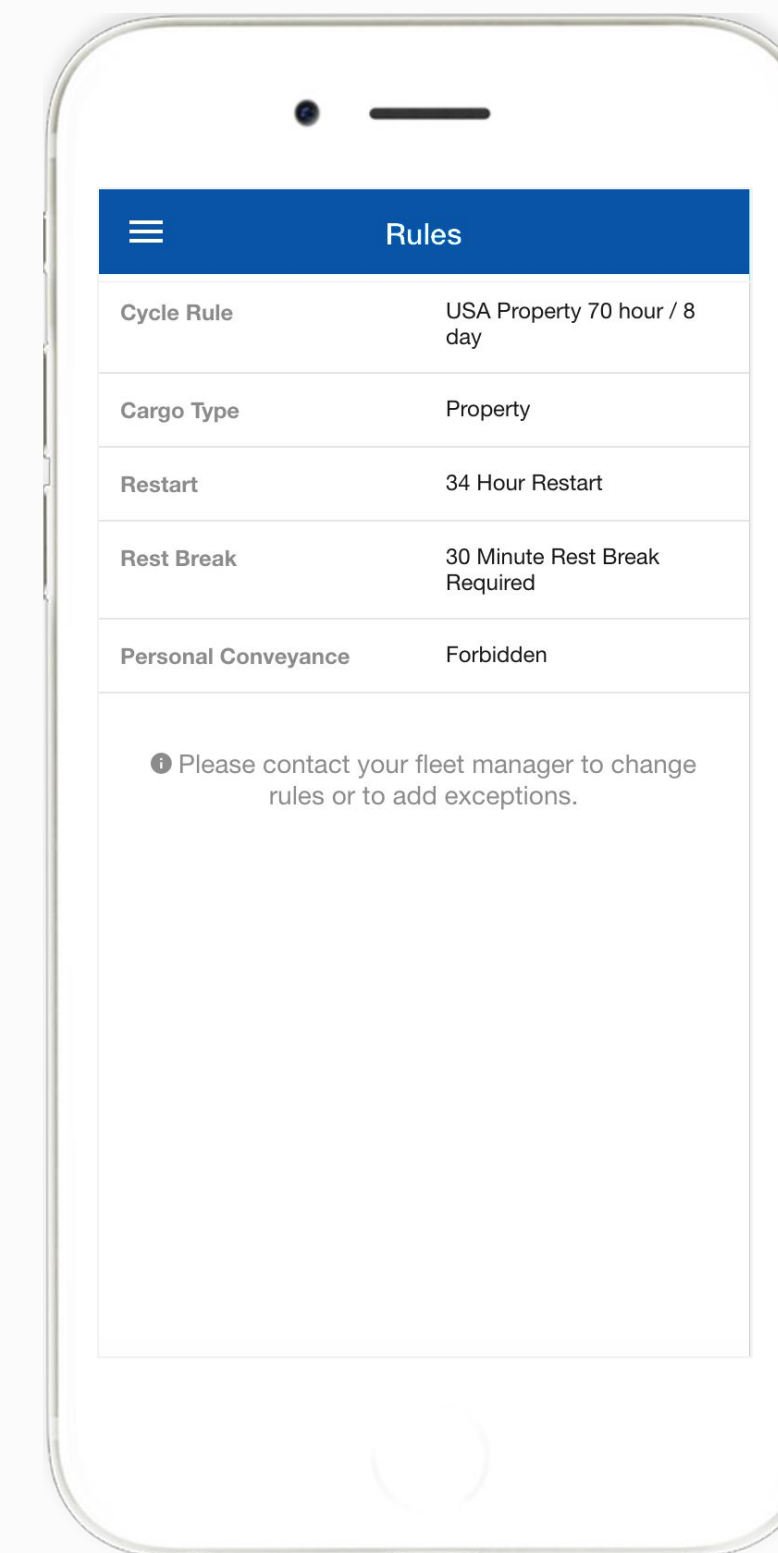 Rules
Cycle Rule
USA Property 70 hour / 8
day
Cargo Type
Property
Restart
34 Hour Restart
Rest Break
30 Minute Rest Break
Required
Personal Conveyance
Forbidden
Please contact your fleet manager to change
rules or to add exceptions.